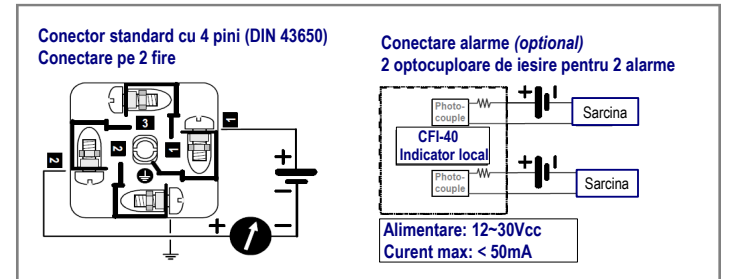 Conector standard cu 4 pini (DIN 43650)
Conectare pe 2 fire
3
1
2
2
1
+
−
+
−
Conectare alarme (optional)
2 optocuploare de iesire pentru 2 alarme
Photo-
couple
+
Sarcina
CFI-40
Indicator local
Photo-
couple
+
Sarcina
Alimentare: 12~30Vcc
Curent max: < 50mA